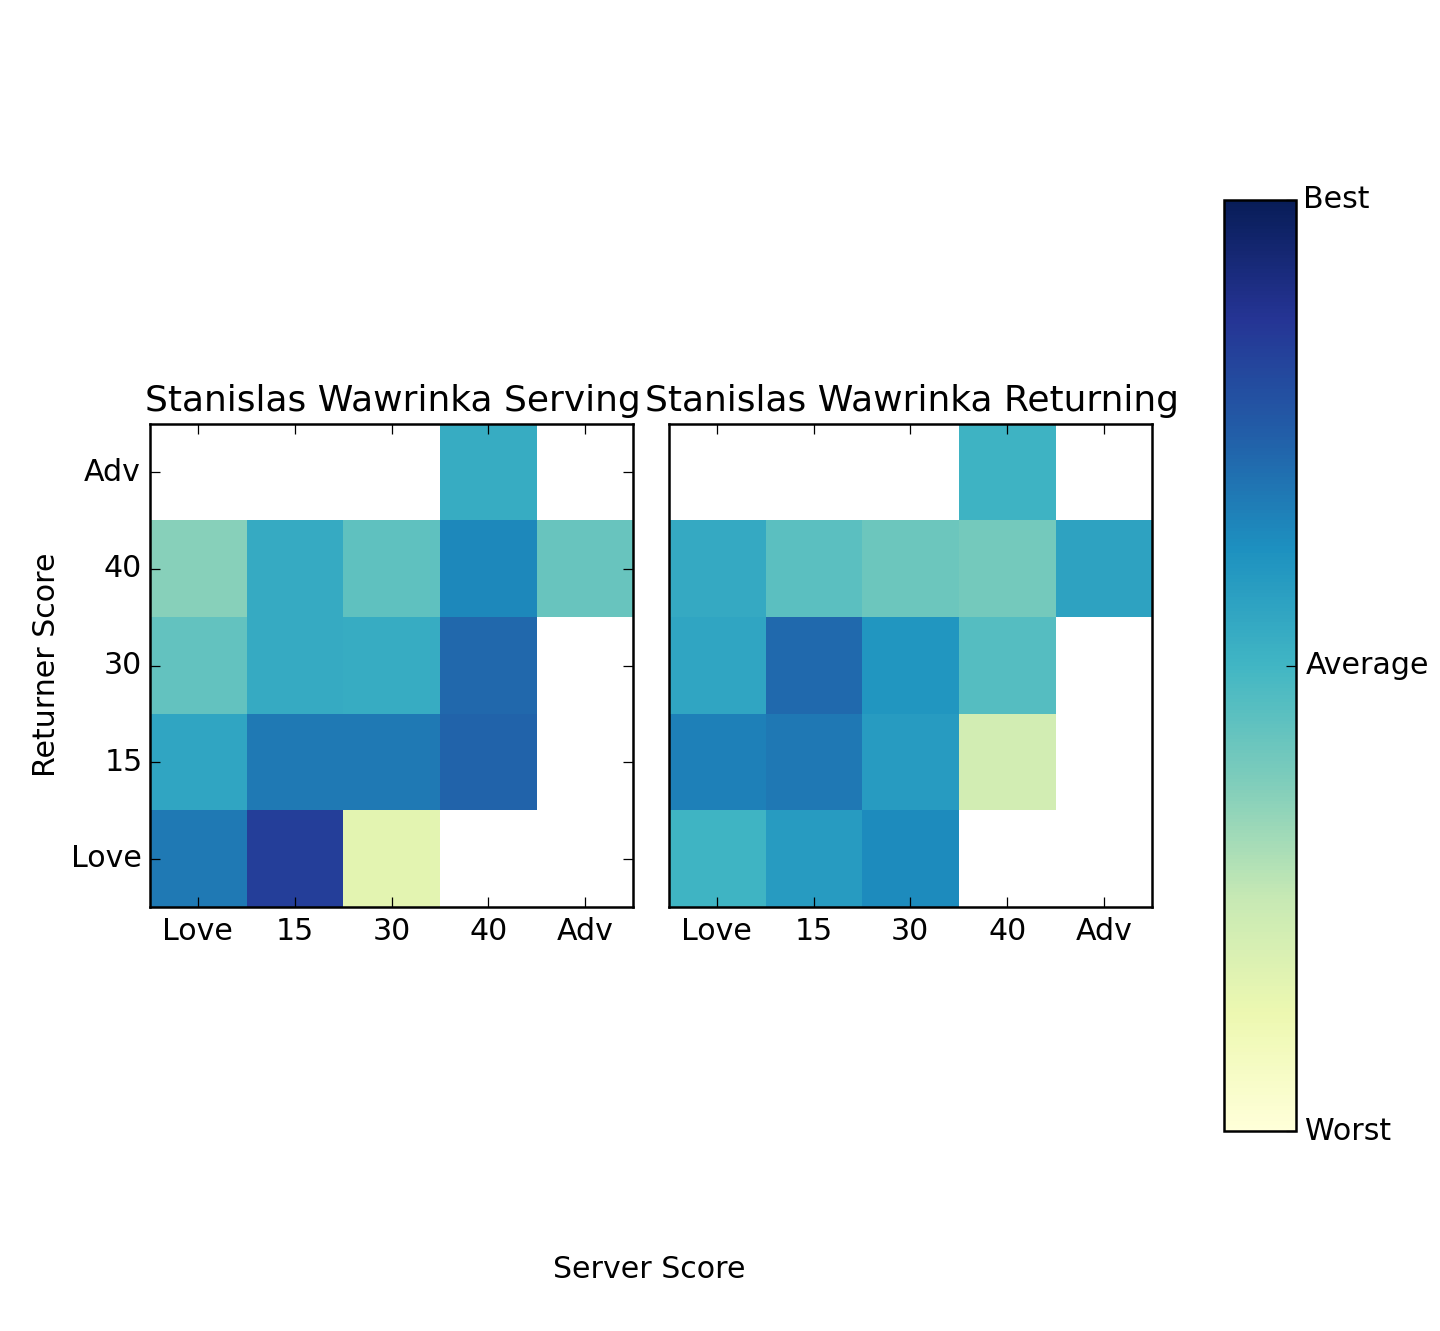 Best
Stanislas Wawrinka Serving
Stanislas Wawrinka Returning
Returner Score
Adv
40
30
15
Love
Average
Love 15 30 40 Adv
Love 15 30 40 Adv
Worst
Server Score